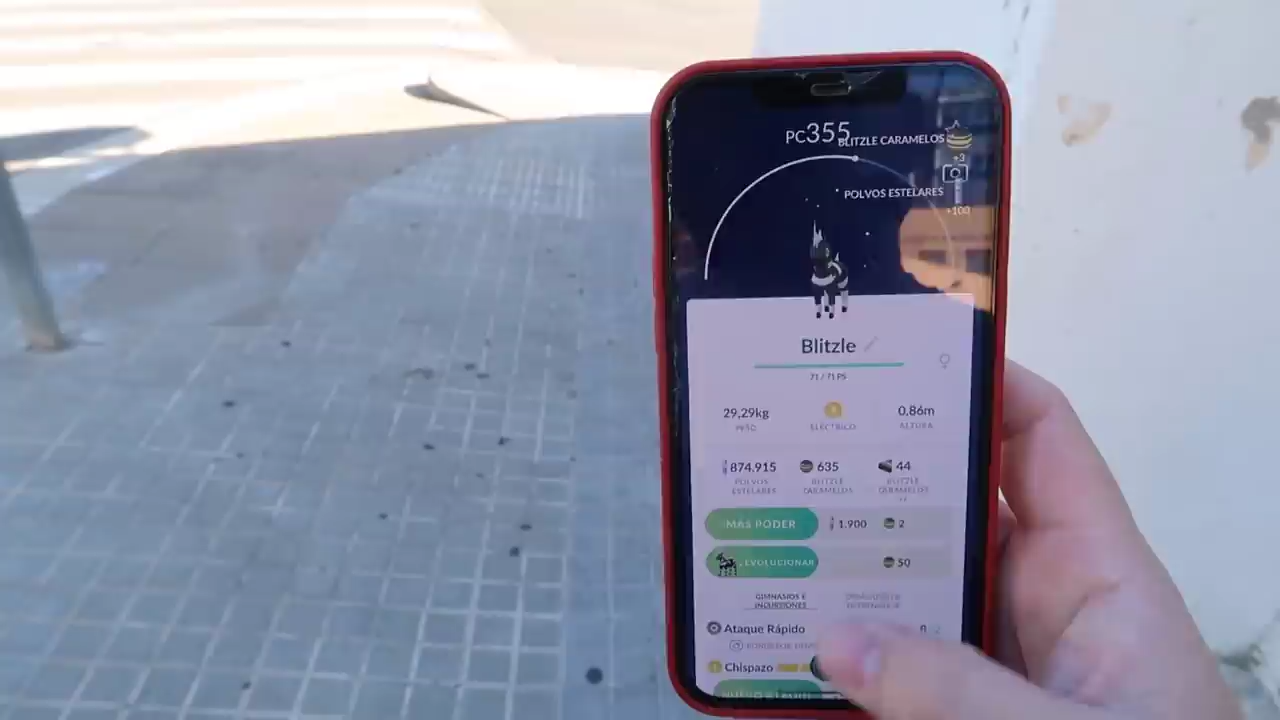 PC355
BLITZLE CARAMELOS
+3
POLVOS ESTELARES
+100
Blitzle
71 / 71 PS
29,29kg
PESO
ELÉCTRICO
0,86m
ALTURA
874.915
POLVOS
ESTELARES
635
BLITZLE
CARAMELOS
44
BLITZLE
CARAMELOS
MÁS PODER
1.900
2
EVOLUCIONAR
50
GIMNASIOS E
INCURSIONES
Ataque Rápido
Chispazo